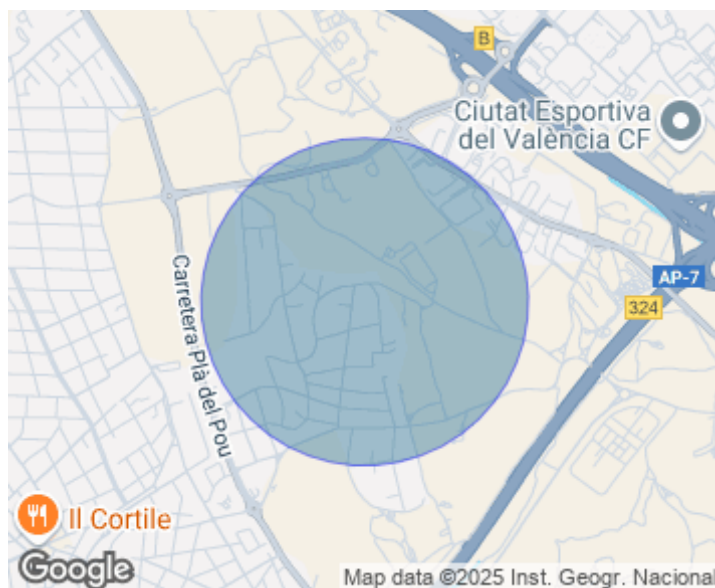 B
Ciutat Esportiva
del València CF
Carretera Plà del Pou
AP-7
324
Il Cortile
Google
Map data ©2025 Inst. Geogr. Nacional